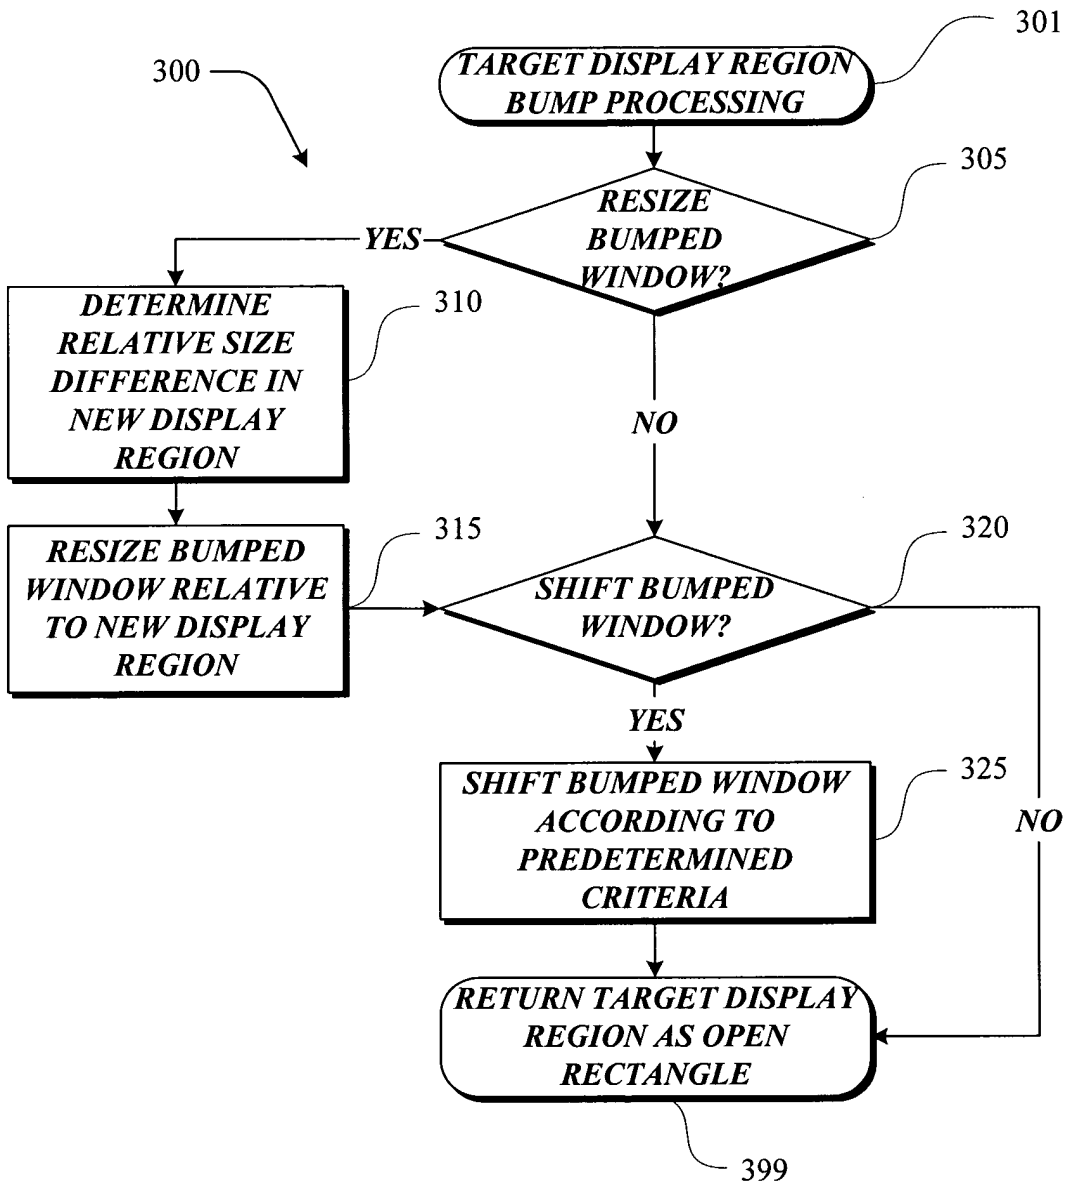 301
300
TARGET DISPLAY REGION
BUMP PROCESSING
305
RESIZE
BUMPED
WINDOW?
YES
310
DETERMINE
RELATIVE SIZE
DIFFERENCE IN
NEW DISPLAY
REGION
NO
315
RESIZE BUMPED
WINDOW RELATIVE
TO NEW DISPLAY
REGION
320
SHIFT BUMPED
WINDOW?
YES
325
SHIFT BUMPED WINDOW
ACCORDING TO
PREDETERMINED
CRITERIA
NO
RETURN TARGET DISPLAY
REGION AS OPEN
RECTANGLE
399